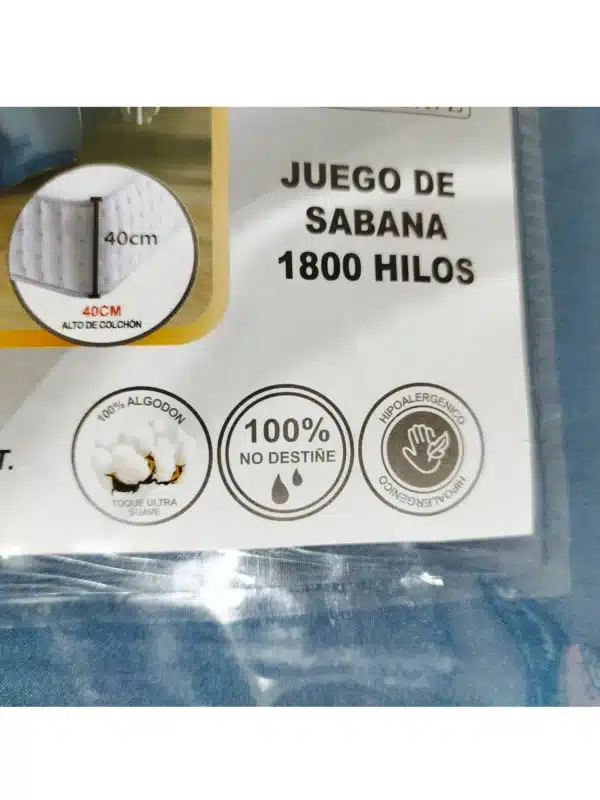 JUEGO DE
SABANA
1800 HILOS
40cm
40CM
ALTO DE COLCHÓN
T.
100% ALGODON
TOQUE ULTRA
SUAVE
100%
NO DESTIÑE
HIPOALERGENICO
HIPOALERGENICO